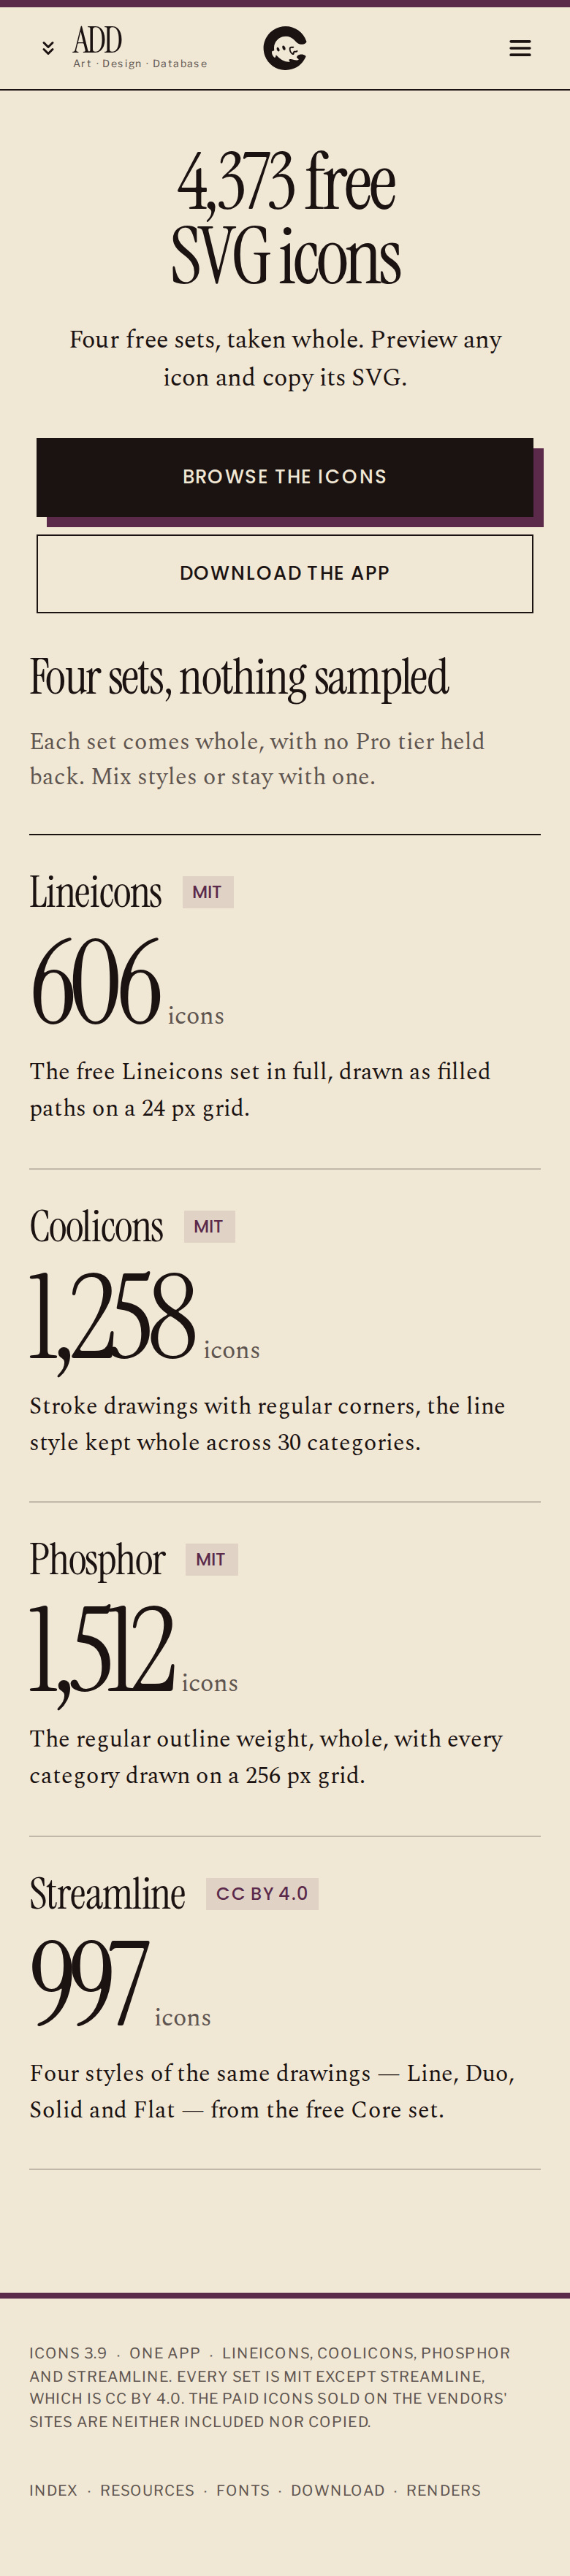 ADD
Art · Design · Database
4,373 free
SVG icons
Four free sets, taken whole. Preview any
icon and copy its SVG.
BROWSE THE ICONS
DOWNLOAD THE APP
Four sets, nothing sampled
Each set comes whole, with no Pro tier held
back. Mix styles or stay with one.
Lineicons MIT
606 icons
The free Lineicons set in full, drawn as filled
paths on a 24 px grid.
Coolicons MIT
1,258 icons
Stroke drawings with regular corners, the line
style kept whole across 30 categories.
Phosphor MIT
1,512 icons
The regular outline weight, whole, with every
category drawn on a 256 px grid.
Streamline CC BY 4.0
997 icons
Four styles of the same drawings — Line, Duo,
Solid and Flat — from the free Core set.
ICONS 3.9 · ONE APP · LINEICONS, COOLICONS, PHOSPHOR
AND STREAMLINE. EVERY SET IS MIT EXCEPT STREAMLINE,
WHICH IS CC BY 4.0. THE PAID ICONS SOLD ON THE VENDORS'
SITES ARE NEITHER INCLUDED NOR COPIED.
INDEX · RESOURCES · FONTS · DOWNLOAD · RENDERS